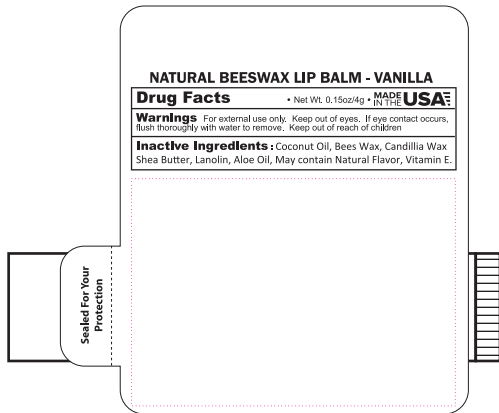 NATURAL BEESWAX LIP BALM - VANILLA
Drug Facts • Net Wt. 0.15oz/4g • MADE IN THE USA
Warnings For external use only. Keep out of eyes. If eye contact occurs,
flush thoroughly with water to remove. Keep out of reach of children
Inactive Ingredients : Coconut Oil, Bees Wax, Candillia Wax
Shea Butter, Lanolin, Aloe Oil, May contain Natural Flavor, Vitamin E.
Sealed For Your
Protection